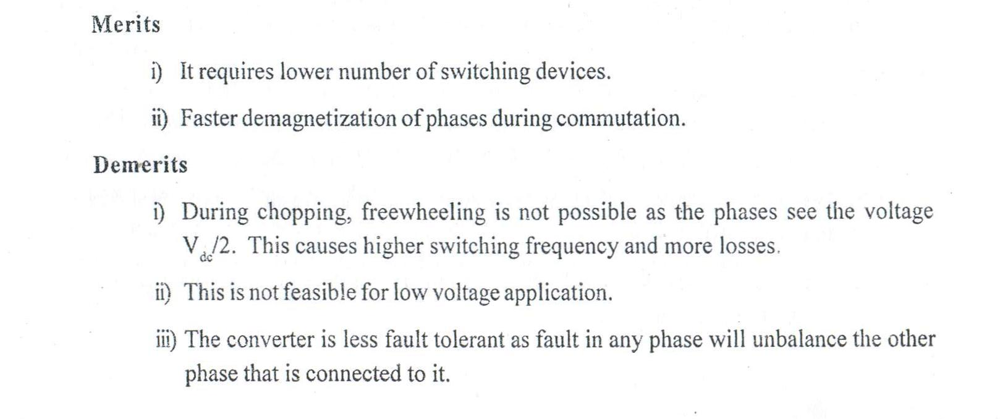 Merits
i) It requires lower number of switching devices.
ii) Faster demagnetization of phases during commutation.
Demerits
i) During chopping, freewheeling is not possible as the phases see the voltage
Vdc/2. This causes higher switching frequency and more losses.
ii) This is not feasible for low voltage application.
iii) The converter is less fault tolerant as fault in any phase will unbalance the other
phase that is connected to it.